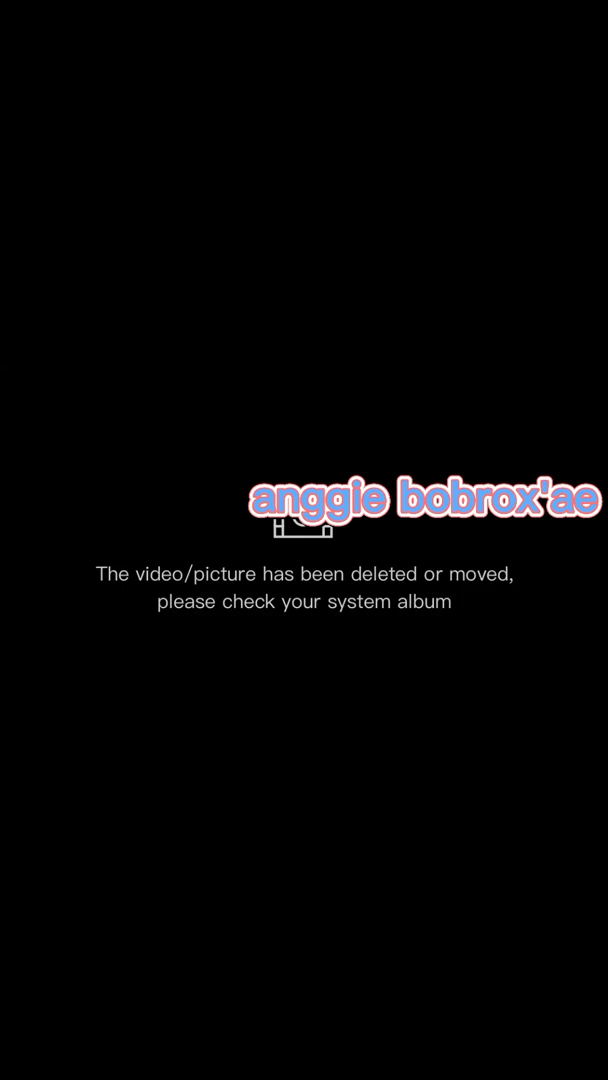 anggie bobrox'ae
The video/picture has been deleted or moved,
please check your system album